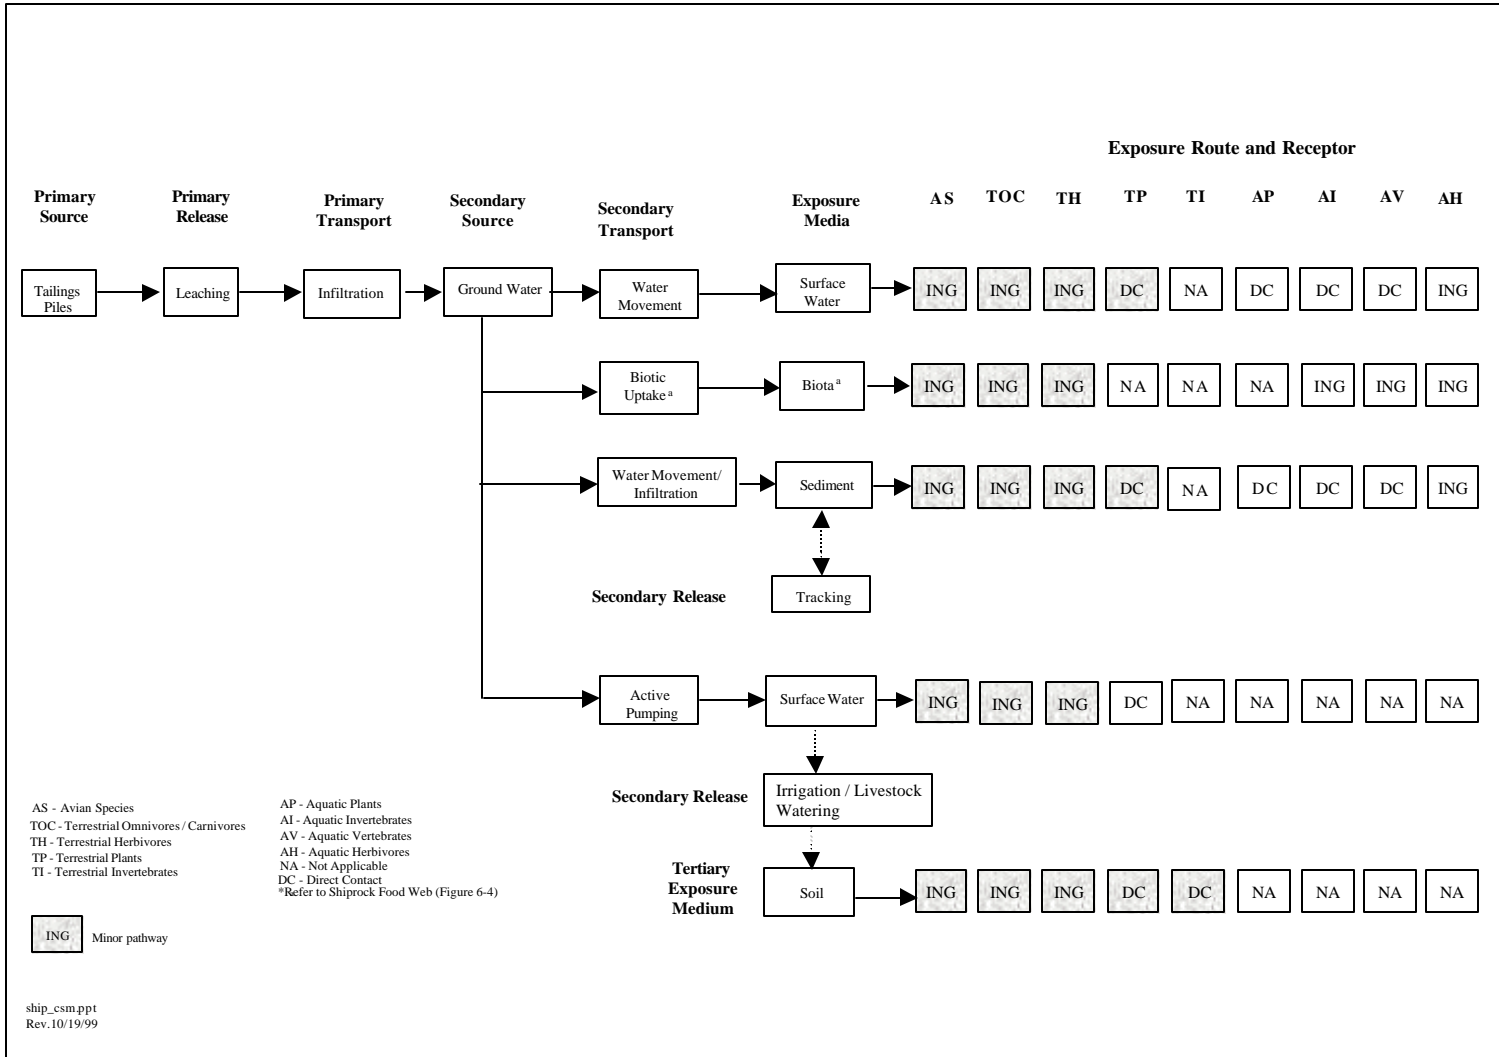 Exposure Route and Receptor
Primary
Source
Primary
Release
Primary
Transport
Secondary
Source
Secondary
Transport
Exposure
Media
AS TOC TH TP TI AP AI AV AH
Tailings
Piles
Leaching
Infiltration
Ground Water
Water
Movement
Surface
Water
ING ING ING DC NA DC DC DC ING
Biotic
Uptake a
Biota a
ING ING ING NA NA NA ING ING ING
Water Movement/
Infiltration
Sediment
ING ING ING DC NA DC DC DC ING
Secondary Release
Tracking
Active
Pumping
Surface Water
ING ING ING DC NA NA NA NA NA
Secondary Release
Irrigation / Livestock
Watering
Tertiary
Exposure
Medium
Soil
ING ING ING DC DC NA NA NA NA
AS - Avian Species
TOC - Terrestrial Omnivores / Carnivores
TH - Terrestrial Herbivores
TP - Terrestrial Plants
TI - Terrestrial Invertebrates
AP - Aquatic Plants
AI - Aquatic Invertebrates
AV - Aquatic Vertebrates
AH - Aquatic Herbivores
NA - Not Applicable
DC - Direct Contact
*Refer to Shiprock Food Web (Figure 6-4)
ING Minor pathway
ship_csm.ppt
Rev.10/19/99